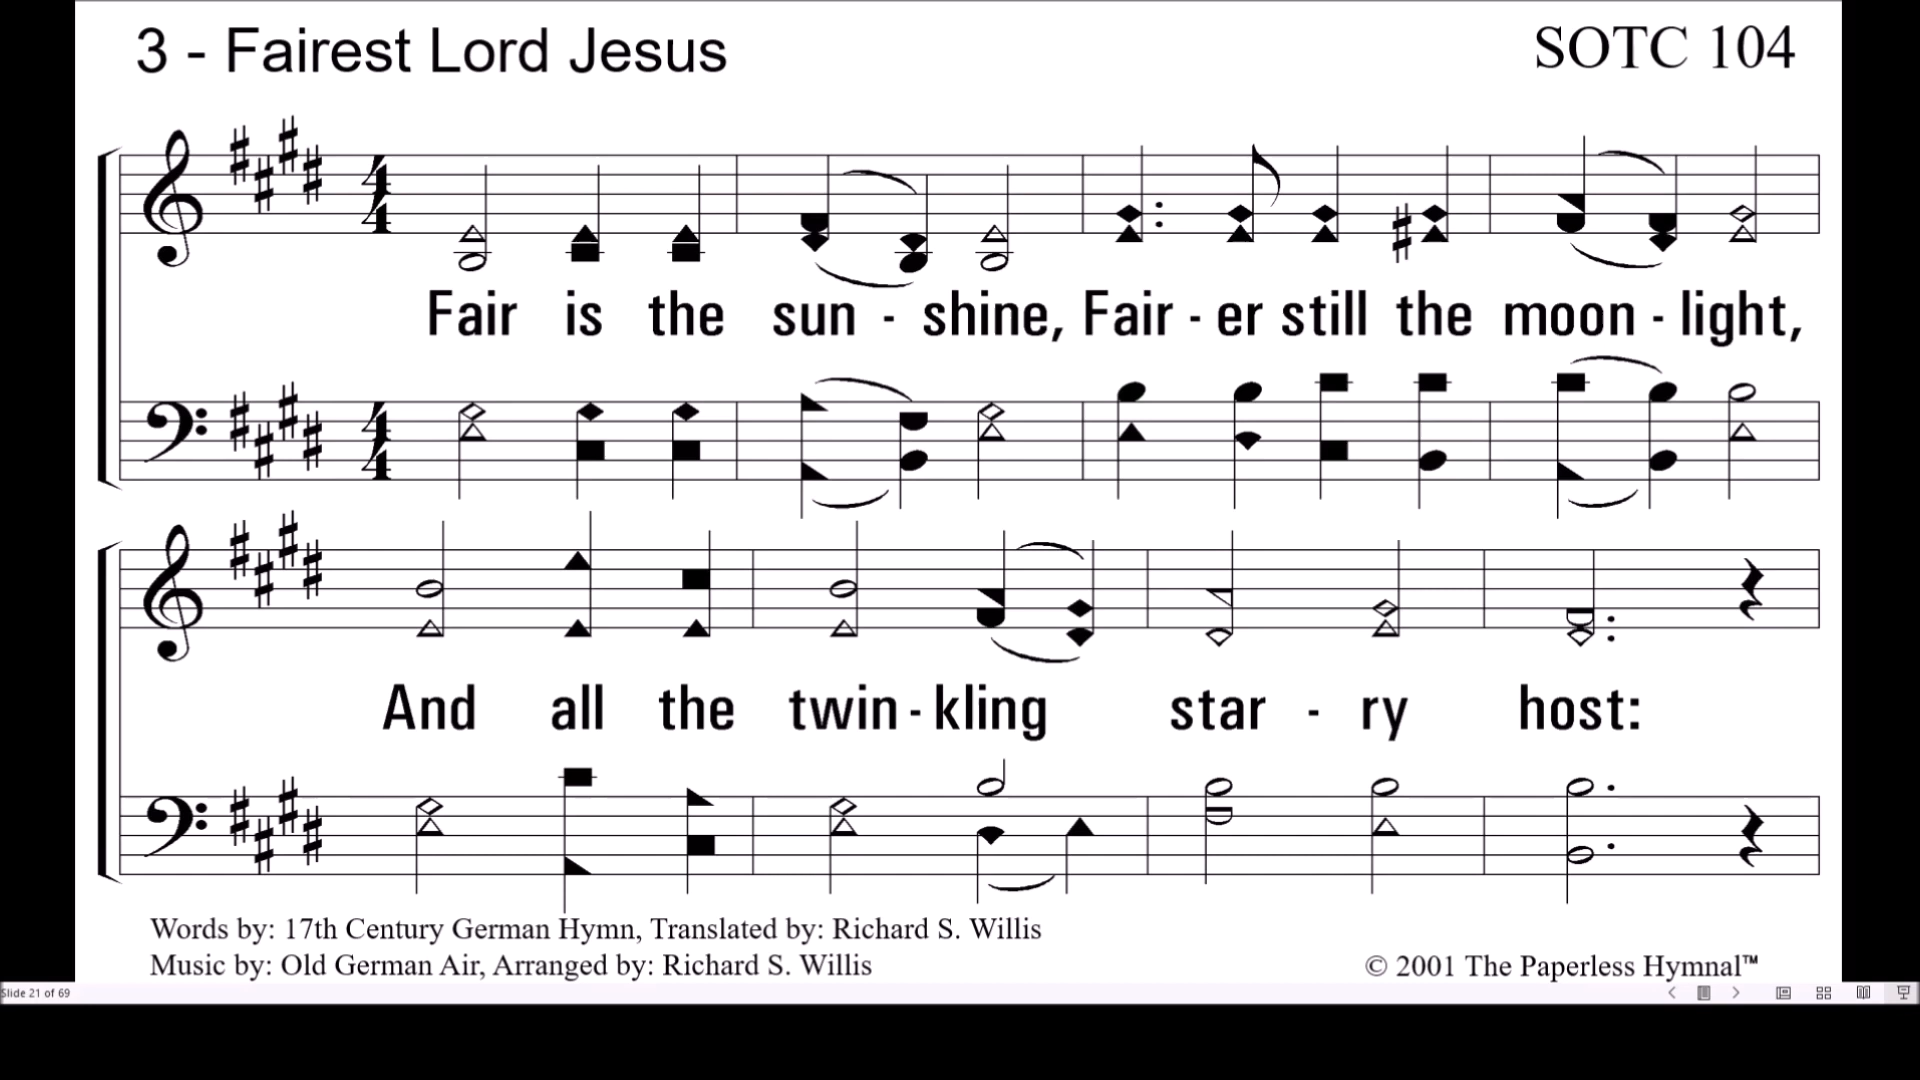 3 - Fairest Lord Jesus
SOTC 104
Fair is the sun - shine, Fair - er still the moon - light,
And all the twin - kling star - ry host:
Words by: 17th Century German Hymn, Translated by: Richard S. Willis
Music by: Old German Air, Arranged by: Richard S. Willis
© 2001 The Paperless Hymnal™
Slide 21 of 69